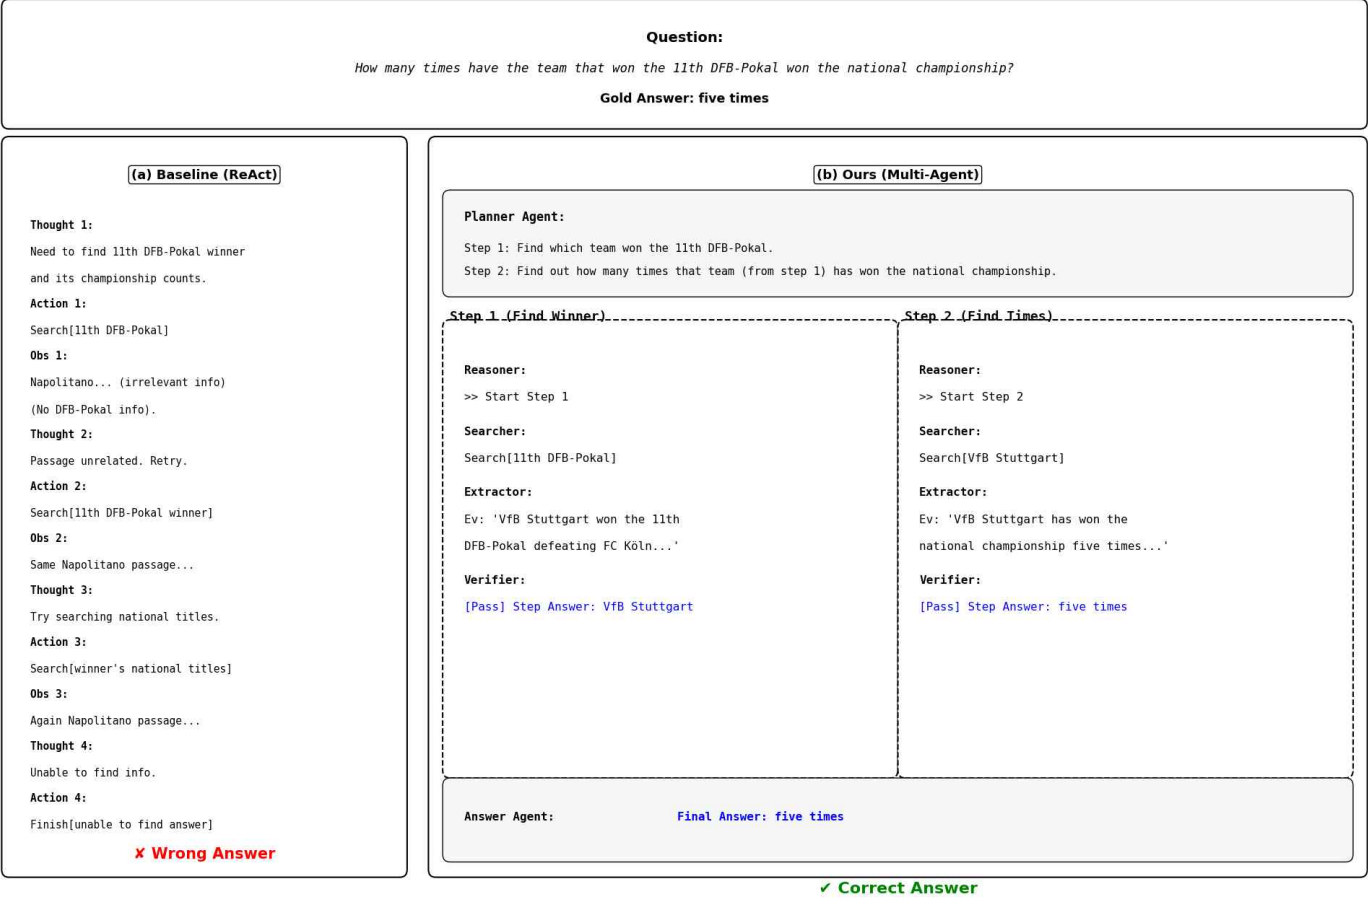 Question:
How many times have the team that won the 11th DFB-Pokal won the national championship?
Gold Answer: five times
(a) Baseline (ReAct)
Thought 1:
Need to find 11th DFB-Pokal winner
and its championship counts.
Action 1:
Search[11th DFB-Pokal]
Obs 1:
Napolitano... (irrelevant info)
(No DFB-Pokal info).
Thought 2:
Passage unrelated. Retry.
Action 2:
Search[11th DFB-Pokal winner]
Obs 2:
Same Napolitano passage...
Thought 3:
Try searching national titles.
Action 3:
Search[winner's national titles]
Obs 3:
Again Napolitano passage...
Thought 4:
Unable to find info.
Action 4:
Finish[unable to find answer]
✘ Wrong Answer
(b) Ours (Multi-Agent)
Planner Agent:
Step 1: Find which team won the 11th DFB-Pokal.
Step 2: Find out how many times that team (from step 1) has won the national championship.
Step 1 (Find Winner)
Reasoner:
>> Start Step 1
Searcher:
Search[11th DFB-Pokal]
Extractor:
Ev: 'VfB Stuttgart won the 11th
DFB-Pokal defeating FC Köln...'
Verifier:
[Pass] Step Answer: VfB Stuttgart
Step 2 (Find Times)
Reasoner:
>> Start Step 2
Searcher:
Search[VfB Stuttgart]
Extractor:
Ev: 'VfB Stuttgart has won the
national championship five times...'
Verifier:
[Pass] Step Answer: five times
Answer Agent: Final Answer: five times
✔ Correct Answer